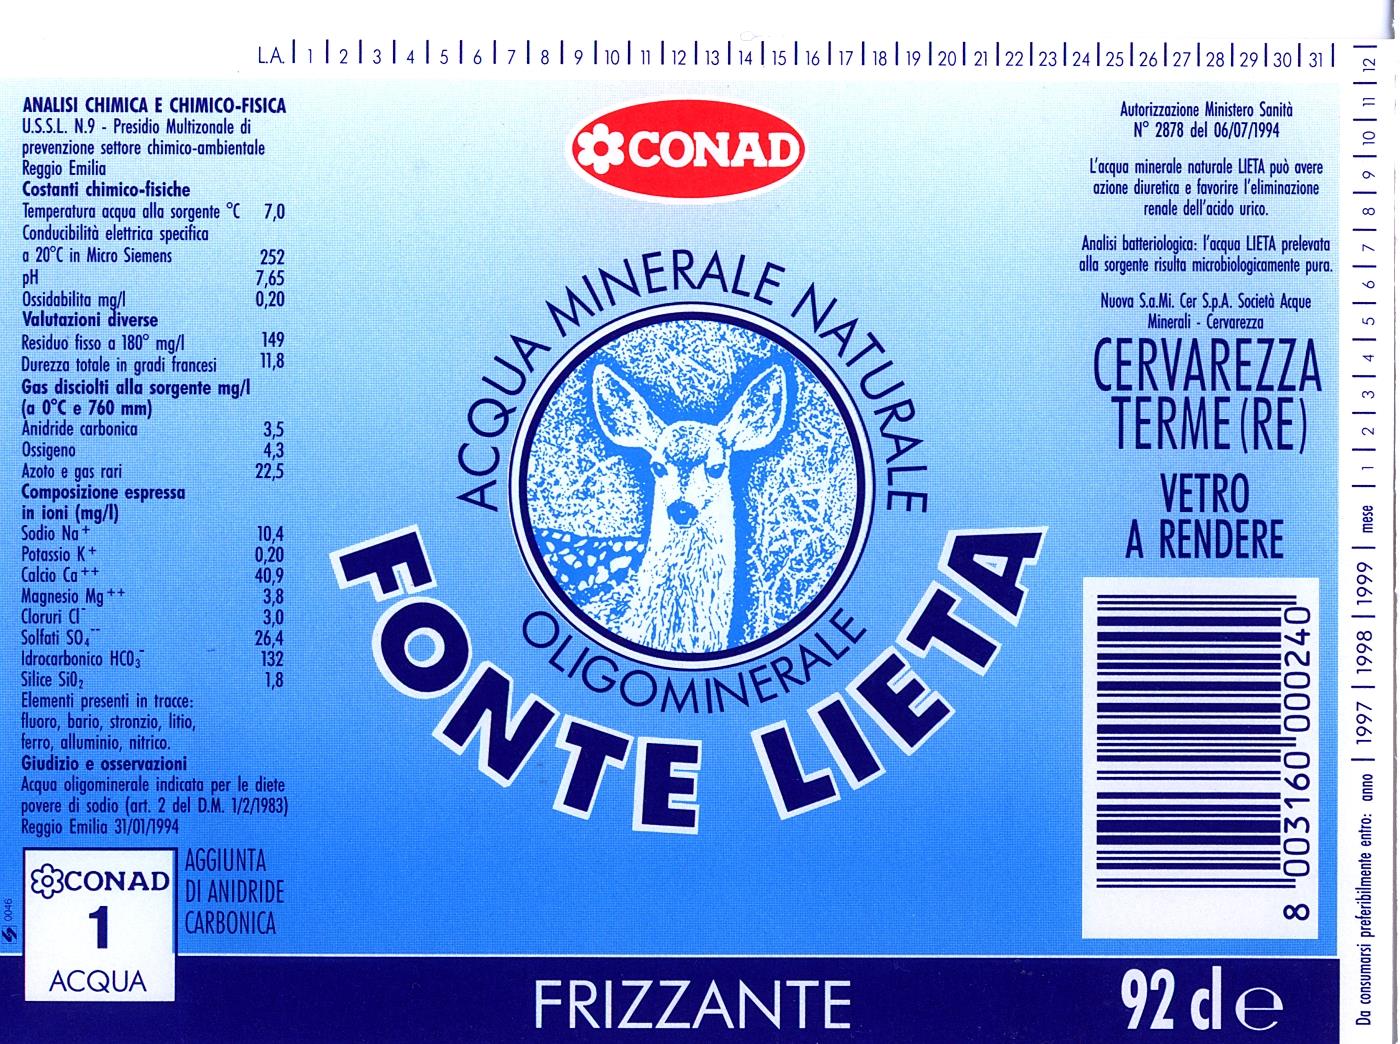 L.A. 1 2 3 4 5 6 7 8 9 10 11 12 13 14 15 16 17 18 19 20 21 22 23 24 25 26 27 28 29 30 31
ANALISI CHIMICA E CHIMICO-FISICA
U.S.S.L. N.9 - Presidio Multizonale di
prevenzione settore chimico-ambientale
Reggio Emilia
Costanti chimico-fisiche
Temperatura acqua alla sorgente °C 7,0
Conducibilità elettrica specifica
a 20°C in Micro Siemens 252
pH 7,65
Ossidabilita mg/l 0,20
Valutazioni diverse
Residuo fisso a 180° mg/l 149
Durezza totale in gradi francesi 11,8
Gas disciolti alla sorgente mg/l
(a 0°C e 760 mm)
Anidride carbonica 3,5
Ossigeno 4,3
Azoto e gas rari 22,5
Composizione espressa
in ioni (mg/l)
Sodio Na+ 10,4
Potassio K+ 0,20
Calcio Ca++ 40,9
Magnesio Mg++ 3,8
Cloruri Cl- 3,0
Solfati SO4-- 26,4
Idrocarbonico HCO3- 132
Silice SiO2 1,8
Elementi presenti in tracce:
fluoro, bario, stronzio, litio,
ferro, alluminio, nitrico.
Giudizio e osservazioni
Acqua oligominerale indicata per le diete
povere di sodio (art. 2 del D.M. 1/2/1983)
Reggio Emilia 31/01/1994
CONAD
1
ACQUA
AGGIUNTA
DI ANIDRIDE
CARBONICA
0046
CONAD
ACQUA MINERALE NATURALE
OLIGOMINERALE
FONTE LIETA
FRIZZANTE
Autorizzazione Ministero Sanità
N° 2878 del 06/07/1994
L'acqua minerale naturale LIETA può avere
azione diuretica e favorire l'eliminazione
renale dell'acido urico.
Analisi batteriologica: l'acqua LIETA prelevata
alla sorgente risulta microbiologicamente pura.
Nuova S.a.Mi. Cer S.p.A. Società Acque
Minerali - Cervarezza
CERVAREZZA
TERME (RE)
VETRO
A RENDERE
8 003160 000240
92 cl e
Da consumarsi preferibilmente entro: anno 1997 1998 1999 mese 1 2 3 4 5 6 7 8 9 10 11 12